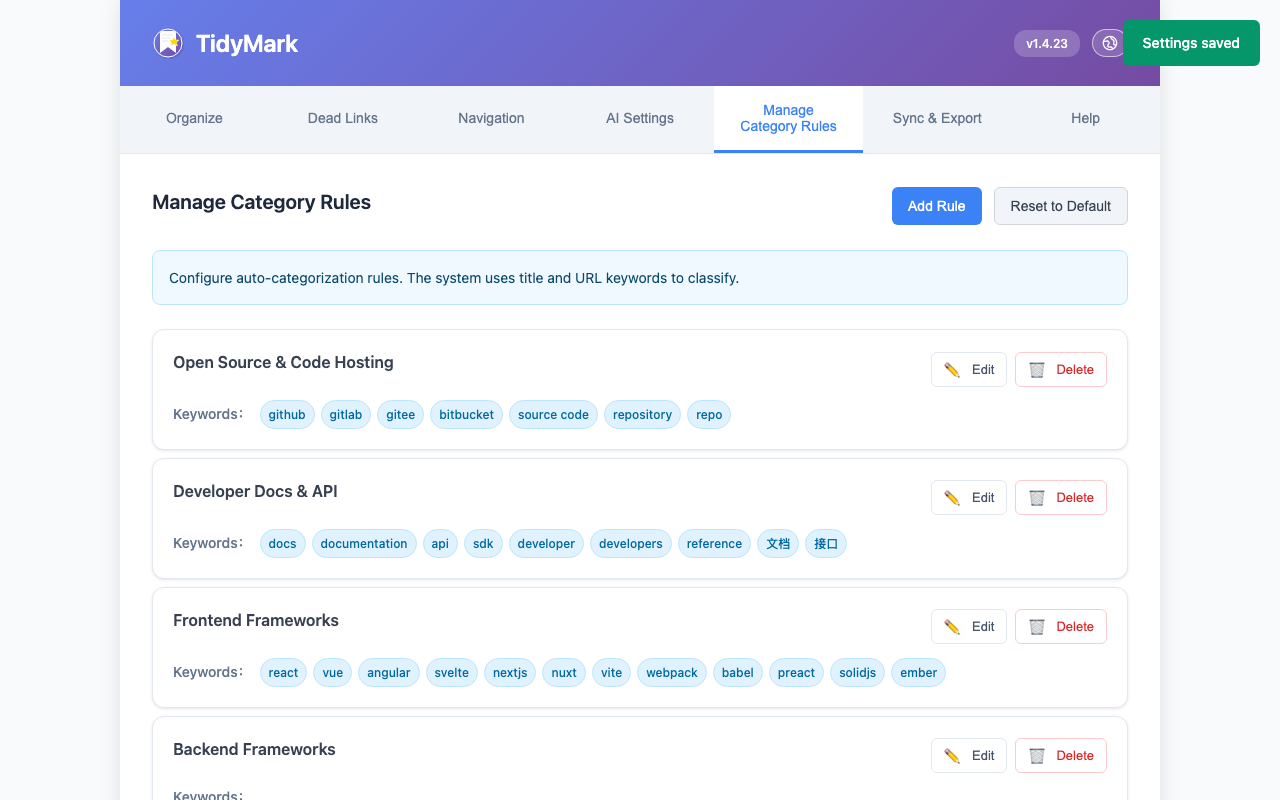 TidyMark
v1.4.23
Settings saved
Organize
Dead Links
Navigation
AI Settings
Manage
Category Rules
Sync & Export
Help
Manage Category Rules
Add Rule
Reset to Default
Configure auto-categorization rules. The system uses title and URL keywords to classify.
Open Source & Code Hosting
Edit
Delete
Keywords: github gitlab gitee bitbucket source code repository repo
Developer Docs & API
Edit
Delete
Keywords: docs documentation api sdk developer developers reference 文档 接口
Frontend Frameworks
Edit
Delete
Keywords: react vue angular svelte nextjs nuxt vite webpack babel preact solidjs ember
Backend Frameworks
Edit
Delete
Keywords: